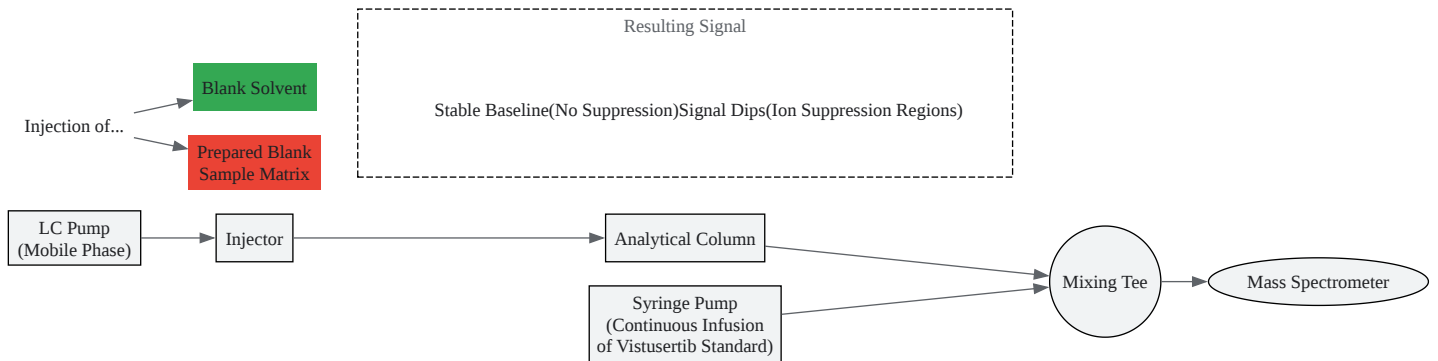 Resulting Signal
Blank Solvent
Stable Baseline(No Suppression)Signal Dips(Ion Suppression Regions)
Injection of...
Prepared Blank
Sample Matrix
LC Pump
(Mobile Phase)
Injector
Analytical Column
Syringe Pump
(Continuous Infusion
of Vistusertib Standard)
Mixing Tee
Mass Spectrometer